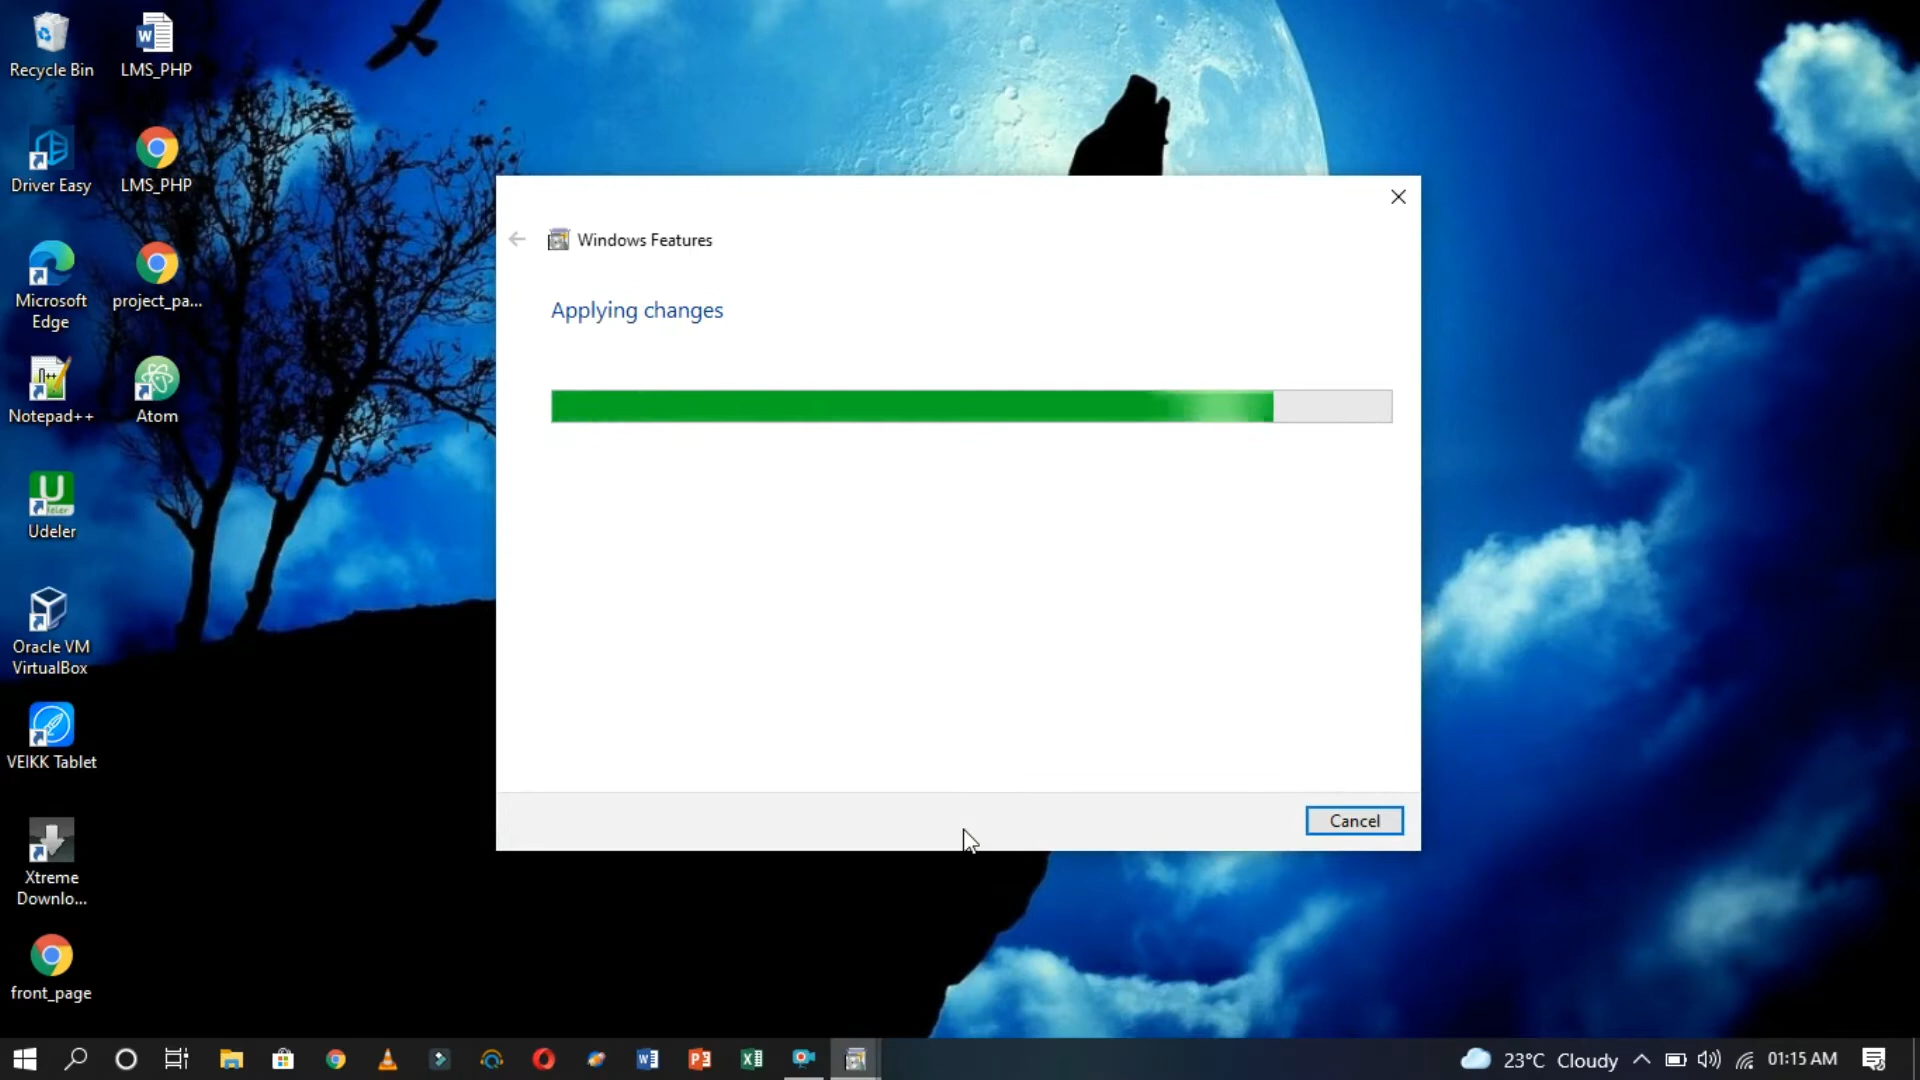 Recycle Bin
LMS_PHP
Driver Easy
LMS_PHP
Microsoft
Edge
project_pa...
Notepad++
Atom
Udeler
Oracle VM
VirtualBox
VEIKK Tablet
Xtreme
Downlo...
front_page
Windows Features
Applying changes
Cancel
23°C Cloudy
01:15 AM